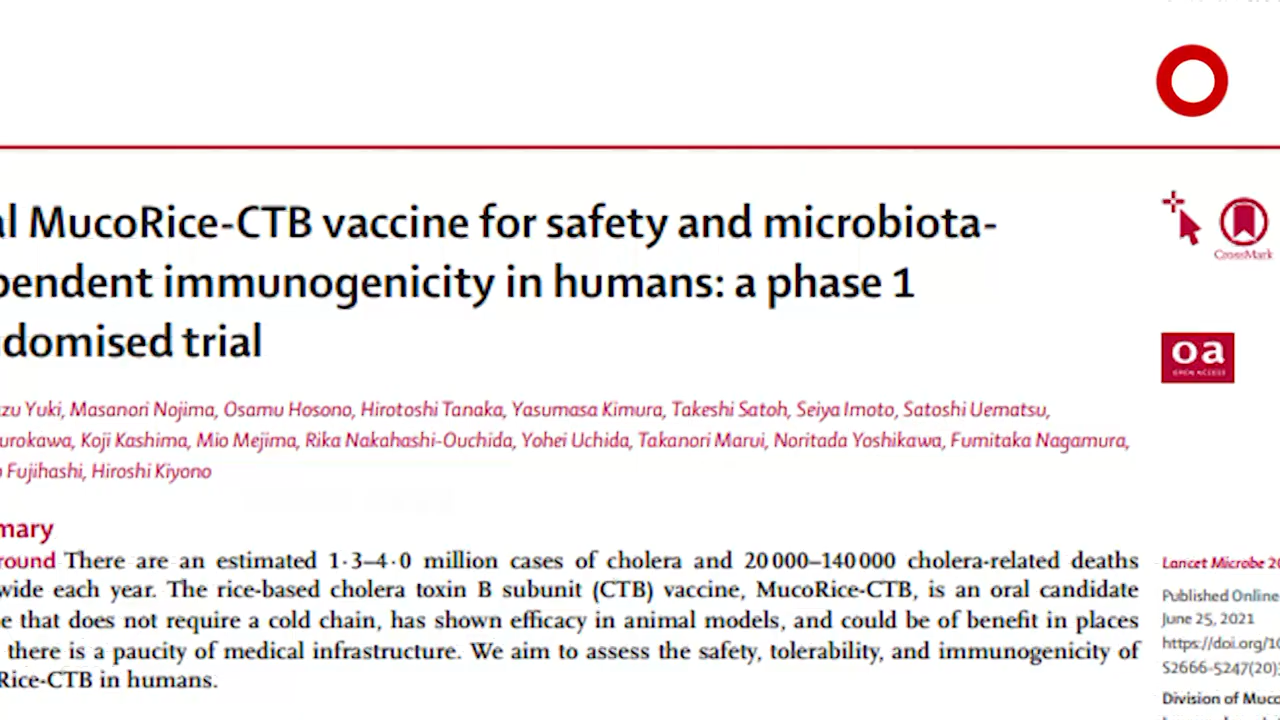 al MucoRice-CTB vaccine for safety and microbiota-
pendent immunogenicity in humans: a phase 1
domised trial
CrossMark
oa
OPEN ACCESS
zu Yuki, Masanori Nojima, Osamu Hosono, Hirotoshi Tanaka, Yasumasa Kimura, Takeshi Satoh, Seiya Imoto, Satoshi Uematsu,
urokawa, Koji Kashima, Mio Mejima, Rika Nakahashi-Ouchida, Yohei Uchida, Takanori Marui, Noritada Yoshikawa, Fumitaka Nagamura,
Fujihashi, Hiroshi Kiyono
mary
round There are an estimated 1·3–4·0 million cases of cholera and 20 000–140 000 cholera-related deaths
wide each year. The rice-based cholera toxin B subunit (CTB) vaccine, MucoRice-CTB, is an oral candidate
e that does not require a cold chain, has shown efficacy in animal models, and could be of benefit in places
there is a paucity of medical infrastructure. We aim to assess the safety, tolerability, and immunogenicity of
Rice-CTB in humans.
Lancet Microbe 20
Published Online
June 25, 2021
https://doi.org/10
S2666-5247(20)
Division of Muco